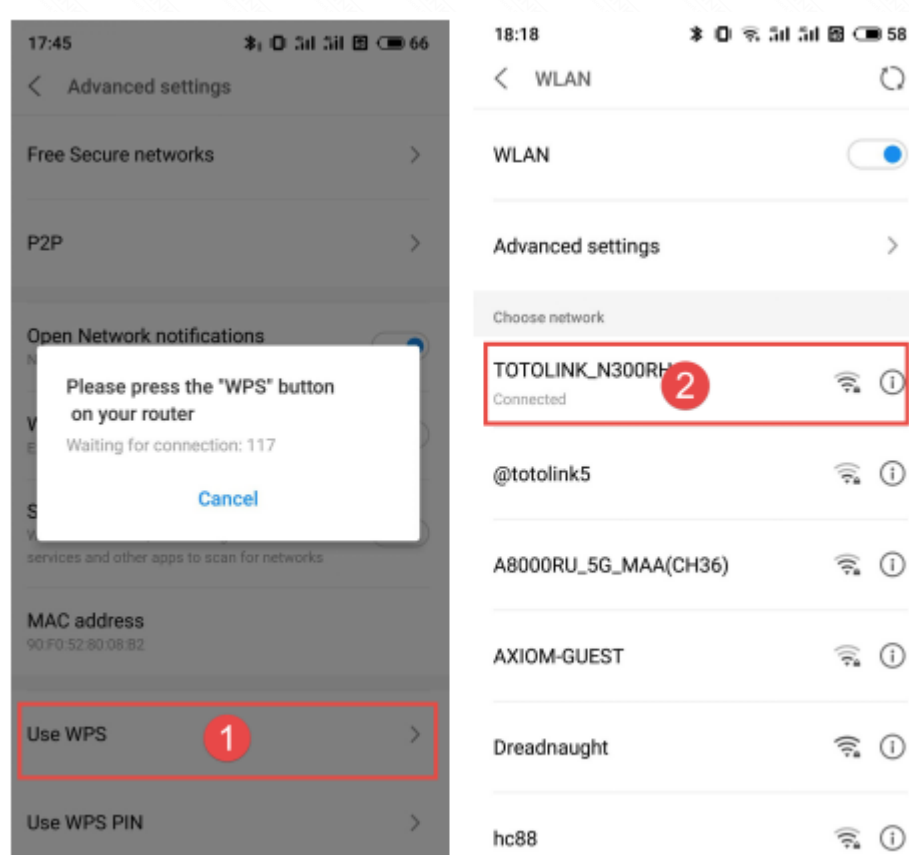 17:45
66
Advanced settings
Free Secure networks
P2P
Open Network notifications
N
Please press the "WPS" button
on your router
Waiting for connection: 117
Cancel
W
E
S
W
services and other apps to scan for networks
MAC address
90:F0:52:80:08:B2
Use WPS
1
Use WPS PIN
18:18
58
WLAN
WLAN
Advanced settings
Choose network
TOTOLINK_N300RH
2
Connected
@totolink5
A8000RU_5G_MAA(CH36)
AXIOM-GUEST
Dreadnaught
hc88